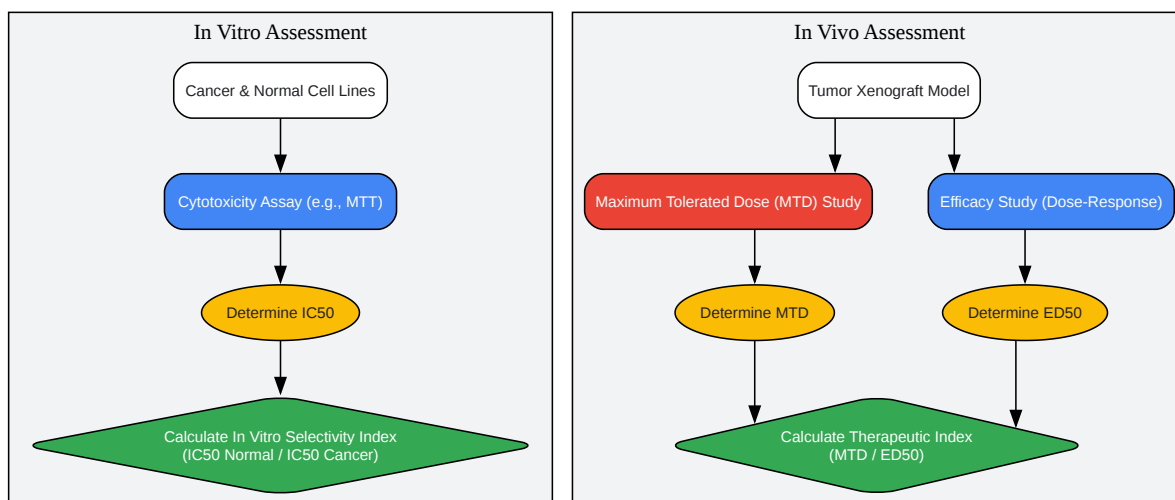 In Vitro Assessment
Cancer & Normal Cell Lines
Cytotoxicity Assay (e.g., MTT)
Determine IC50
Calculate In Vitro Selectivity Index
(IC50 Normal / IC50 Cancer)
In Vivo Assessment
Tumor Xenograft Model
Maximum Tolerated Dose (MTD) Study
Efficacy Study (Dose-Response)
Determine MTD
Determine ED50
Calculate Therapeutic Index
(MTD / ED50)